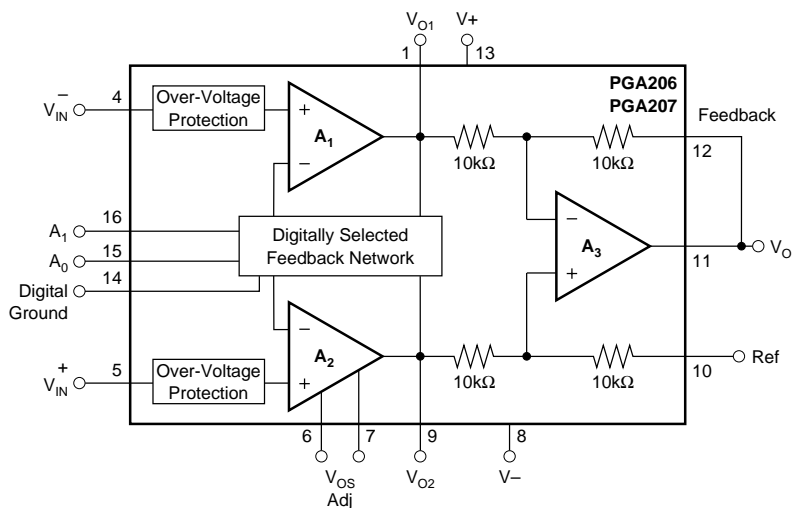 V_O1 V+
1 13
PGA206
PGA207
V_IN^– 4 Over-Voltage
Protection
+ A_1 –
10kΩ 10kΩ
Feedback
12
A_1 16
A_0 15
Digital
Ground 14
Digitally Selected
Feedback Network
– A_3 +
11 V_O
V_IN^+ 5 Over-Voltage
Protection
– A_2 +
10kΩ 10kΩ
10 Ref
6 7 9 8
V_OS
Adj
V_O2 V–